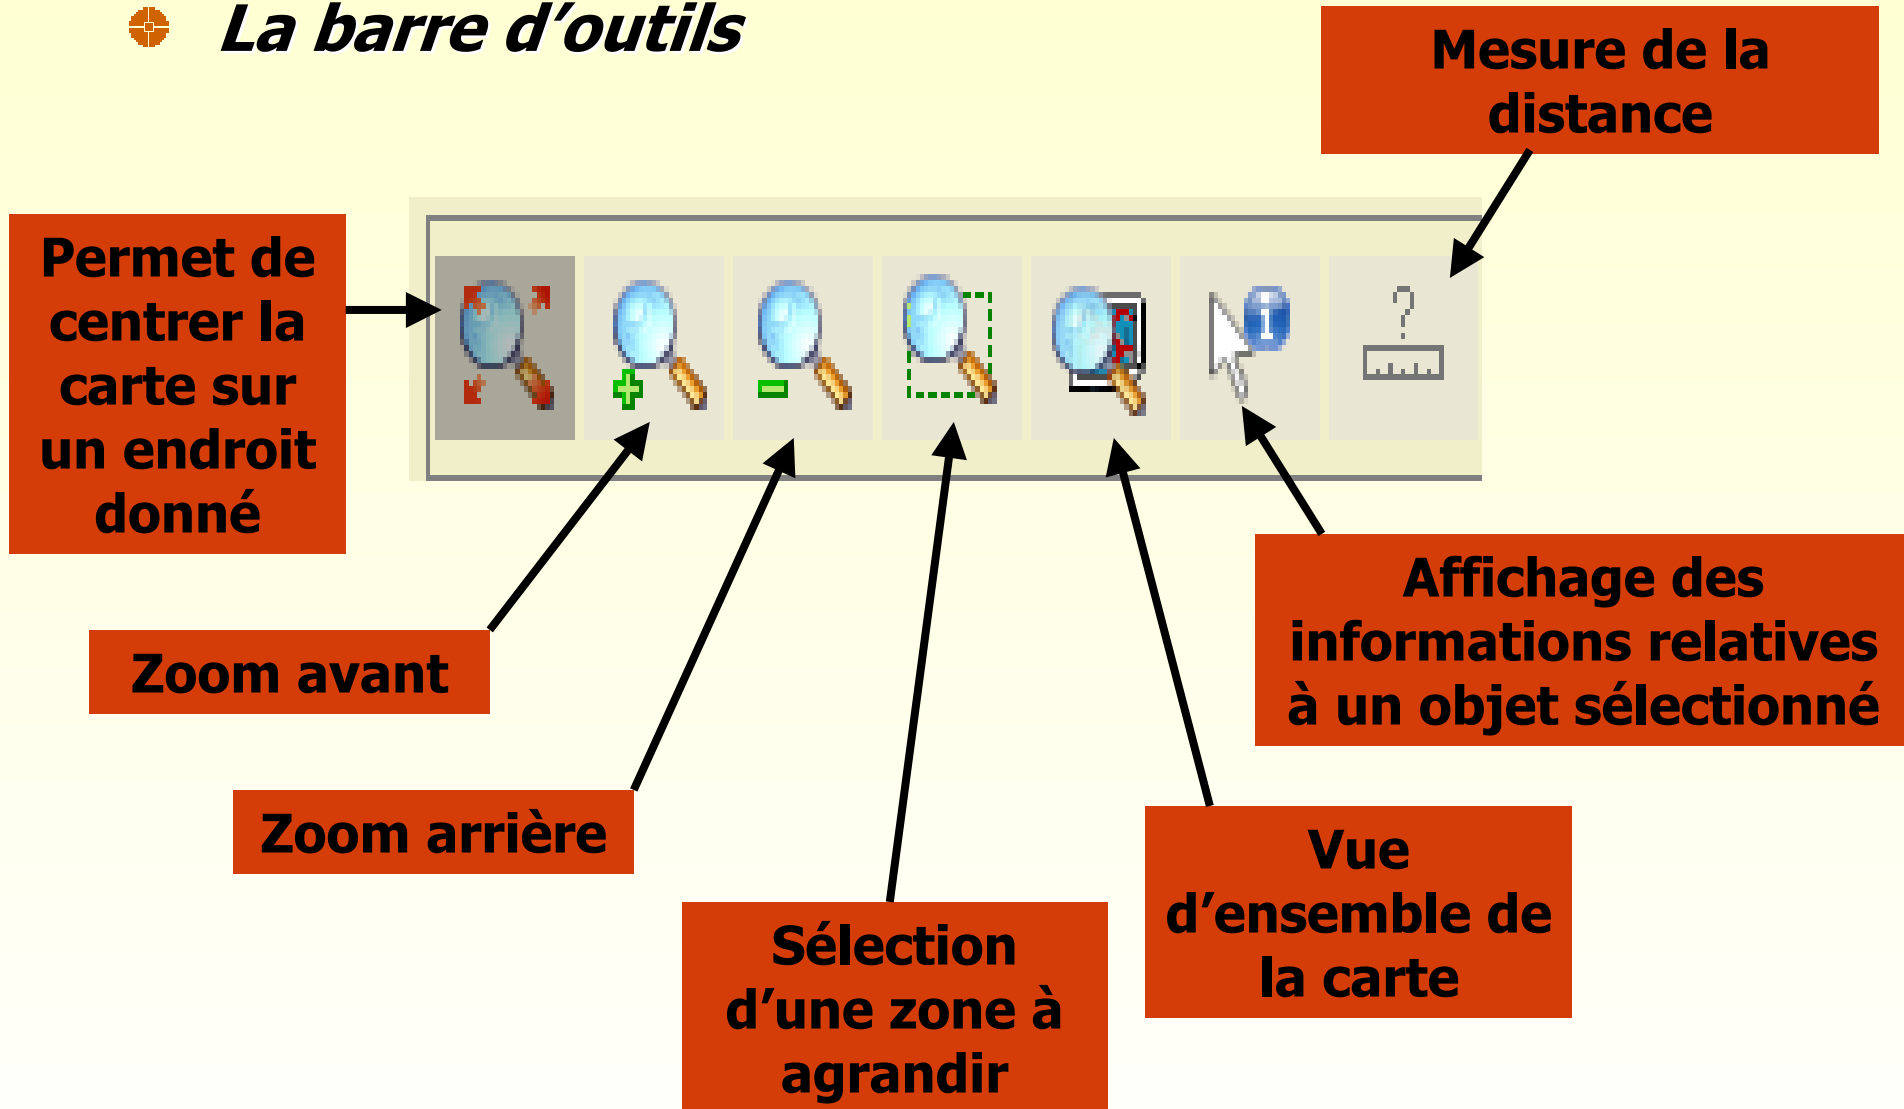 La barre d’outils
Mesure de la
distance
Permet de
centrer la
carte sur
un endroit
donné
Zoom avant
Zoom arrière
Sélection
d’une zone à
agrandir
Vue
d’ensemble de
la carte
Affichage des
informations relatives
à un objet sélectionné